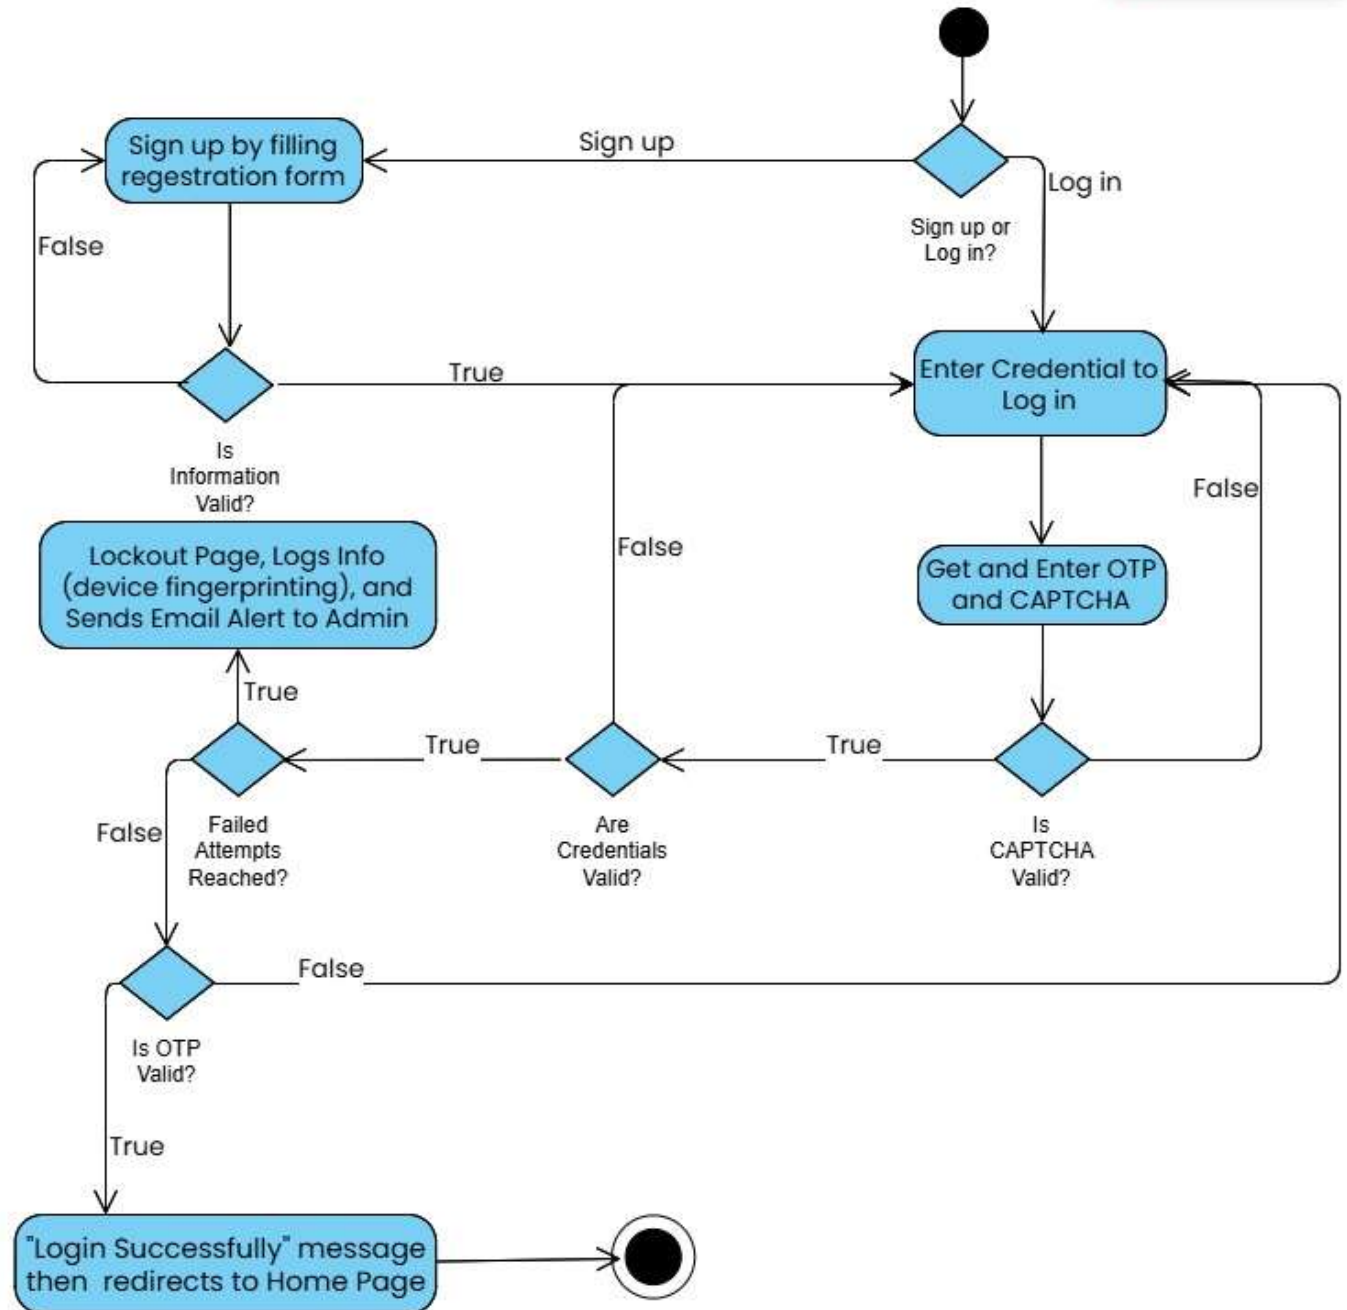 Sign up by filling
regestration form
Sign up
Log in
Sign up or
Log in?
False
True
Is
Information
Valid?
Enter Credential to
Log in
False
Lockout Page, Logs Info
(device fingerprinting), and
Sends Email Alert to Admin
False
Get and Enter OTP
and CAPTCHA
True
True
True
False
Failed
Attempts
Reached?
Are
Credentials
Valid?
Is
CAPTCHA
Valid?
False
Is OTP
Valid?
True
"Login Successfully" message
then redirects to Home Page